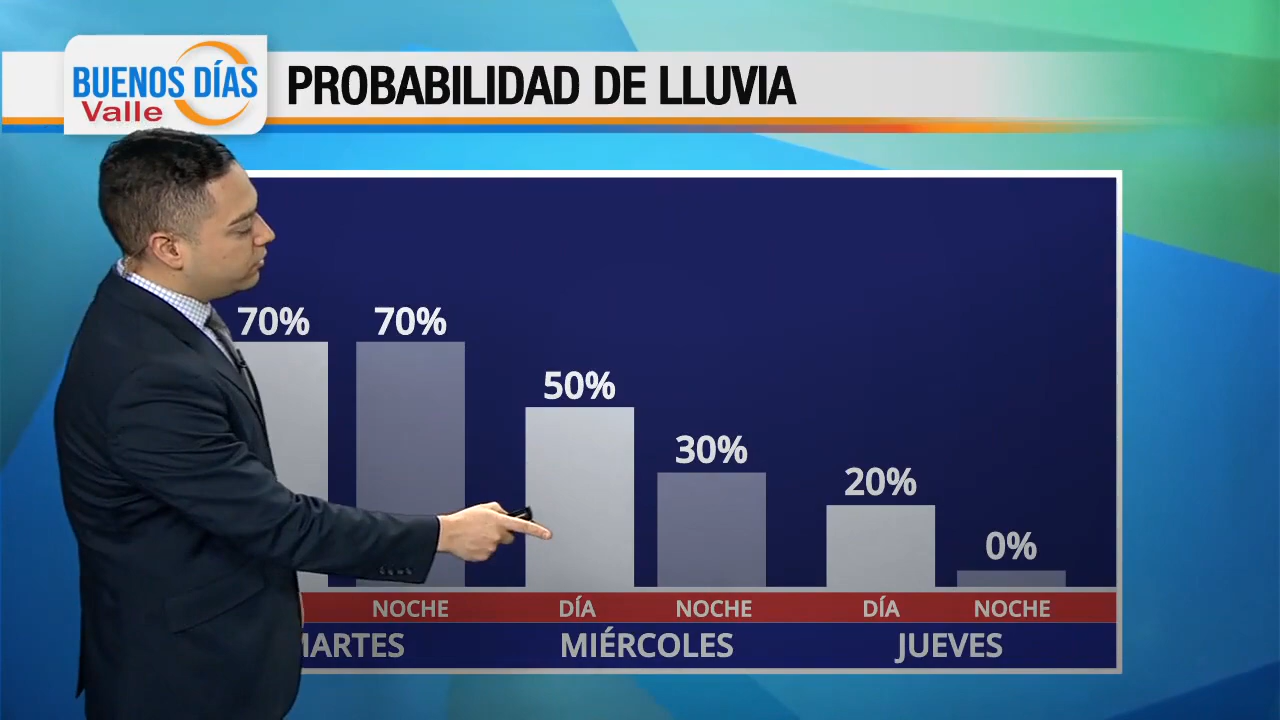 BUENOS DÍAS
Valle
PROBABILIDAD DE LLUVIA
70% 70%
50%
30%
20%
0%
NOCHE DÍA NOCHE DÍA NOCHE
MARTES MIÉRCOLES JUEVES